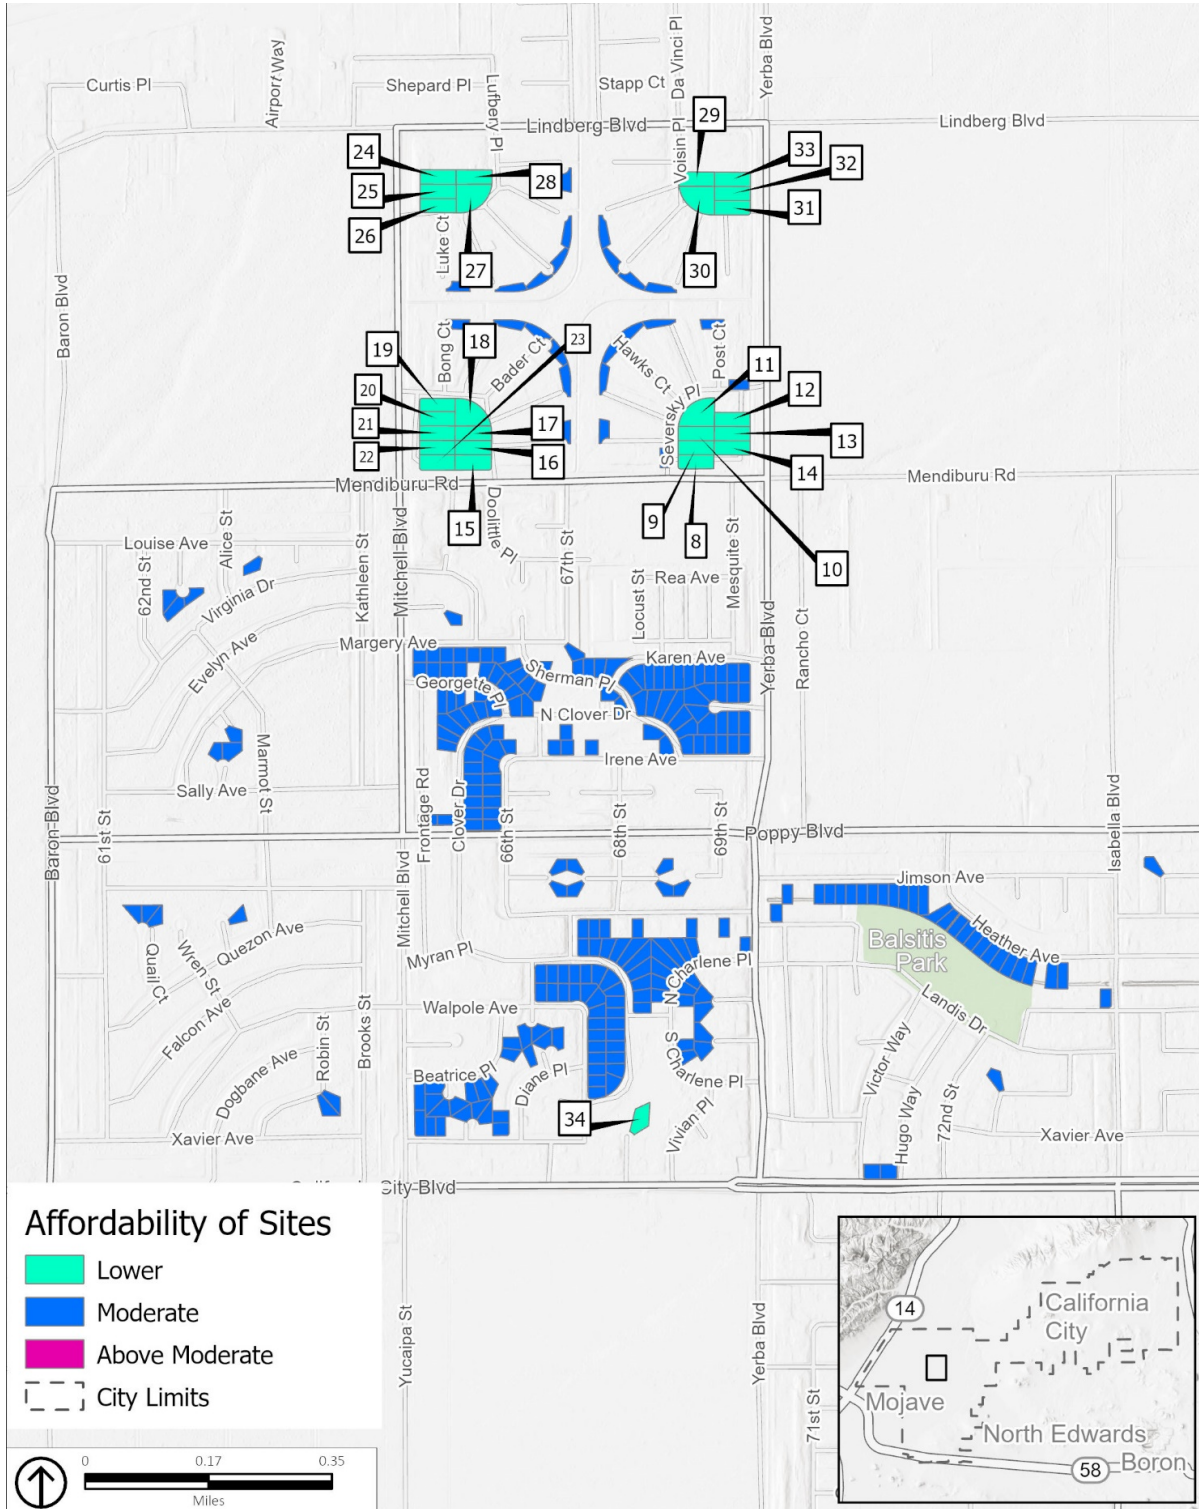 Da Vinci Pl
Yerba Blvd
Airport Way
Curtis Pl
Shepard Pl
Lufbery Pl
Stapp Ct
Lindberg Blvd
Lindberg Blvd
29
24
33
Voisin Pl
28
32
25
31
26
Luke Ct
27
30
Baron Blvd
18
23
19
Bong Ct
Bader Ct
Hawks Ct
Post Ct
11
20
12
Seversky Pl
21
17
13
22
16
14
Mendiburu Rd
Mendiburu Rd
15
Doolittle Pl
9
8
10
Louise Ave
Alice St
62nd St
Kathleen St
Mitchell Blvd
67th St
Rea Ave
Mesquite St
Locust St
Virginia Dr
Yerba Blvd
Rancho Ct
Margery Ave
Evelyn Ave
Karen Ave
Sherman Pl
Georgette Pl
N Clover Dr
Marmot St
Irene Ave
Sally Ave
Frontage Rd
Clover Dr
66th St
68th St
69th St
Isabella Blvd
Baron Blvd
61st St
Poppy Blvd
Mitchell Blvd
Jimson Ave
Heather Ave
Balsitis
Park
Quail Ct
Wren St
Quezon Ave
Myran Pl
N Charlene Pl
Landis Dr
Walpole Ave
Falcon Ave
Robin St
Brooks St
S Charlene Pl
Victor Way
Dogbane Ave
Beatrice Pl
Diane Pl
34
Vivian Pl
Hugo Way
72nd St
Xavier Ave
Xavier Ave
California City Blvd
Yucaipa St
Yerba Blvd
71st St
Affordability of Sites
Lower
Moderate
Above Moderate
City Limits
0 0.17 0.35
Miles
14
California
City
Mojave
North Edwards
Boron
58